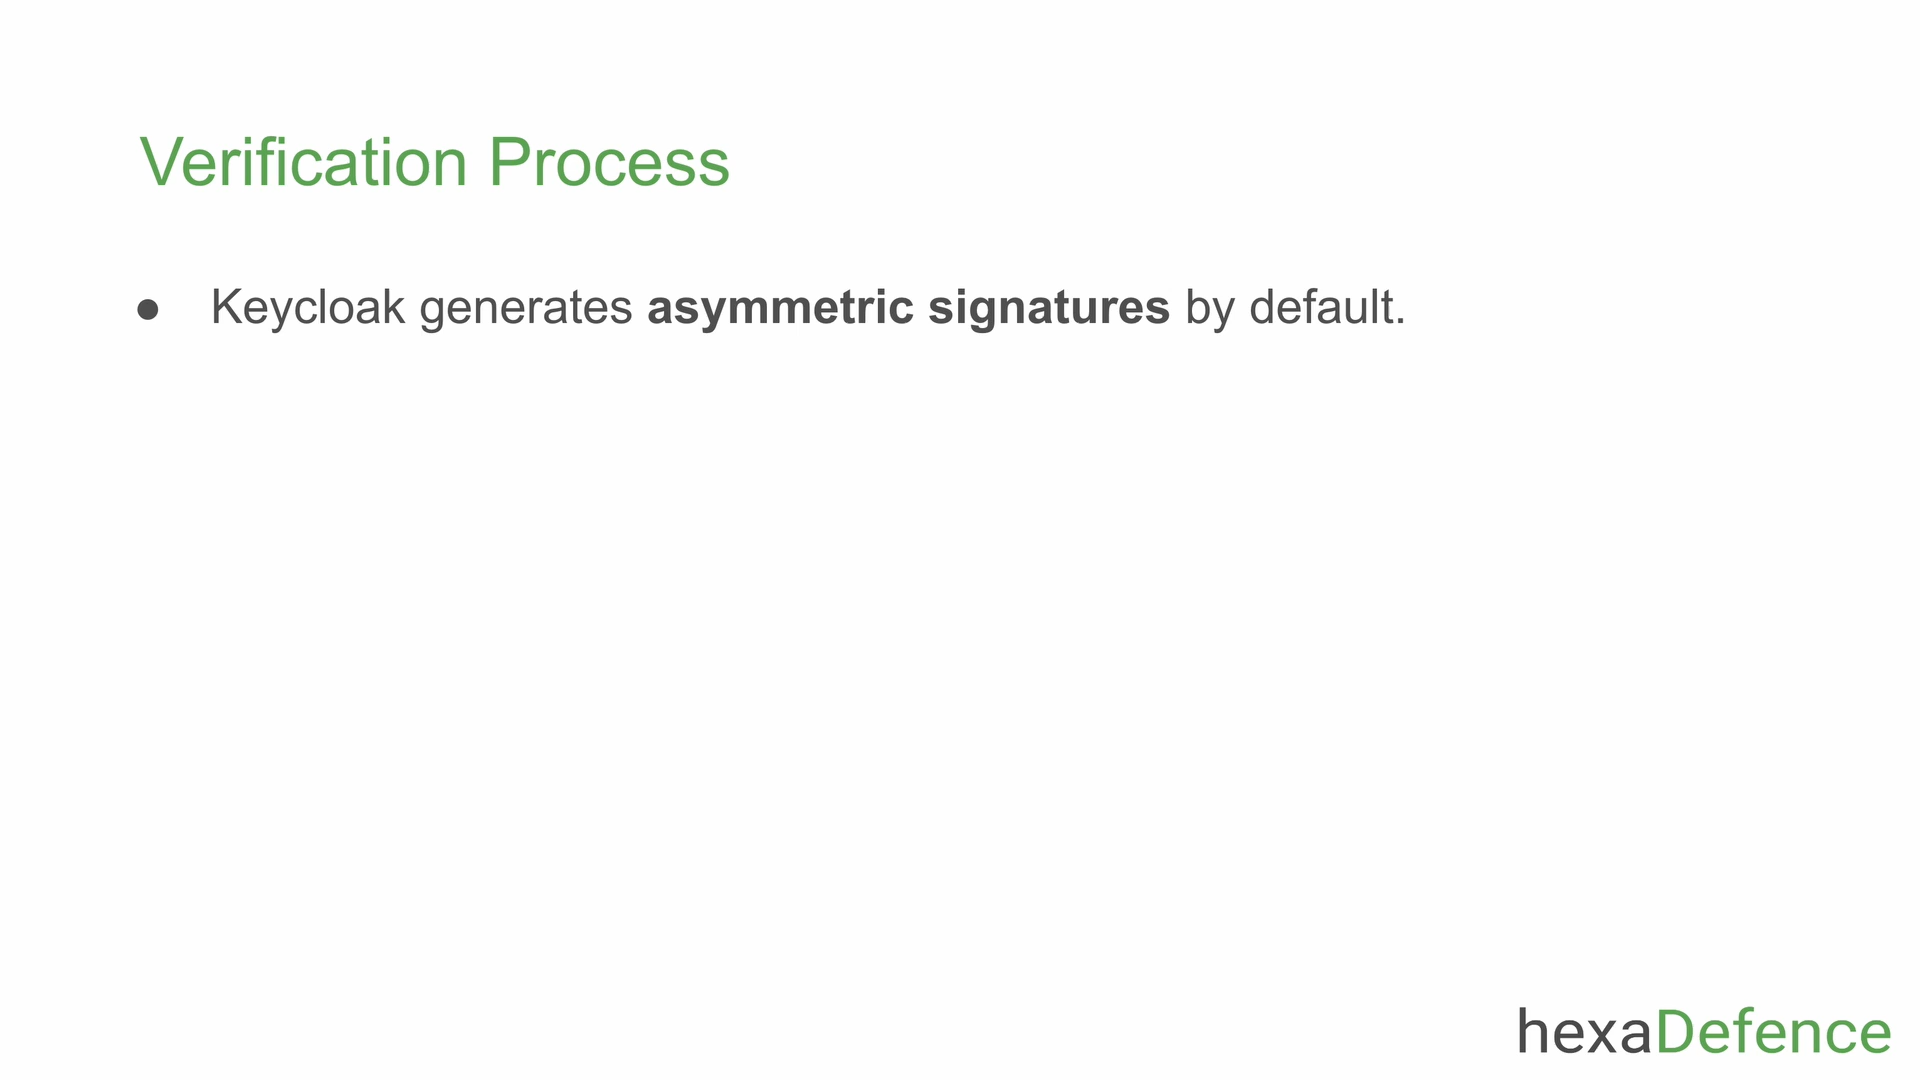 Verification Process
● Keycloak generates asymmetric signatures by default.
hexaDefence